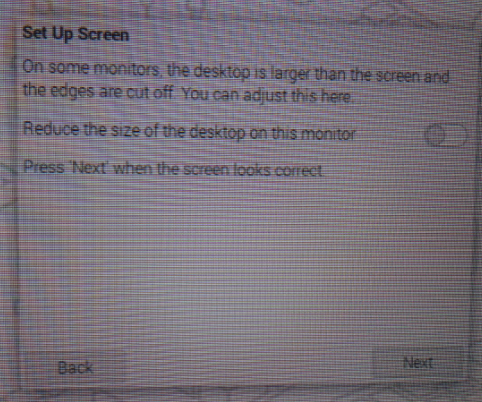 Set Up Screen
On some monitors, the desktop is larger than the screen and
the edges are cut off. You can adjust this here.
Reduce the size of the desktop on this monitor
Press 'Next' when the screen looks correct.
Back
Next